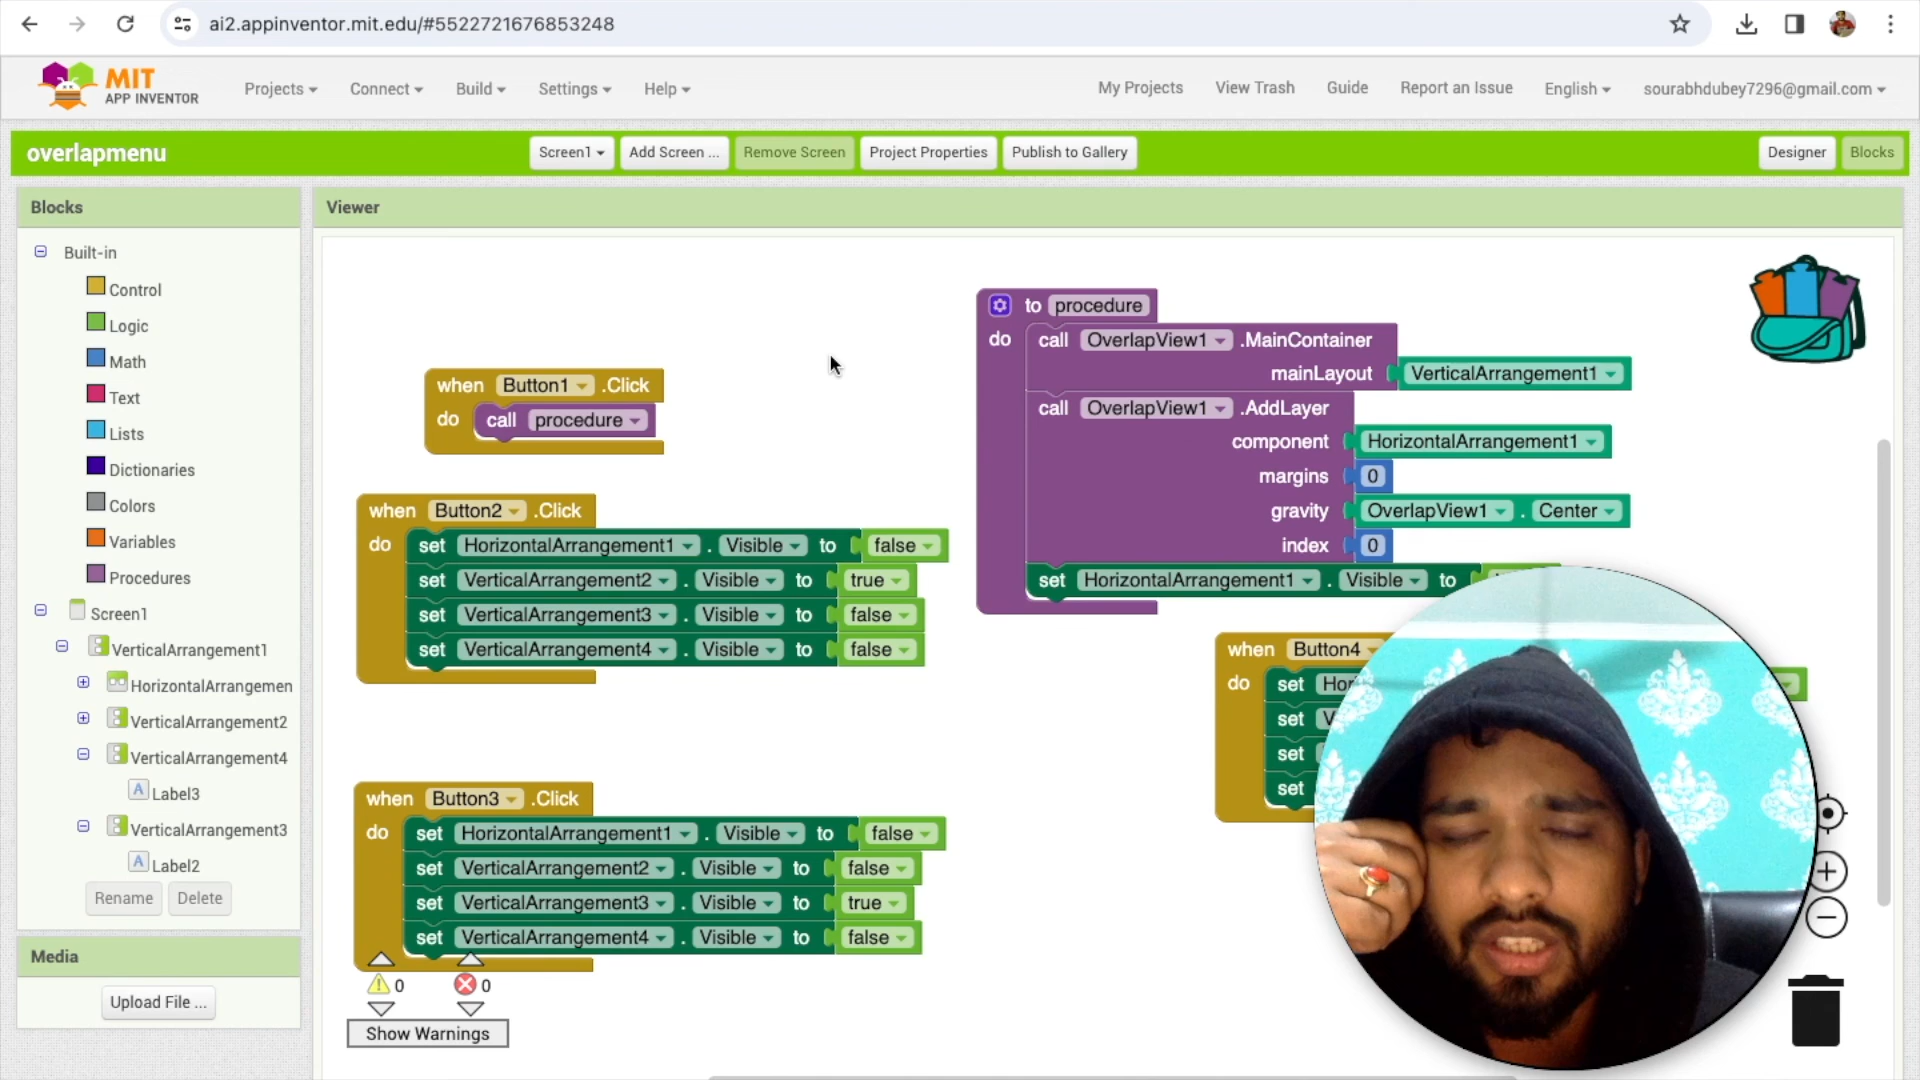 ai2.appinventor.mit.edu/#5522721676853248
MIT
APP INVENTOR
Projects Connect Build Settings Help My Projects View Trash Guide Report an Issue English sourabhdubey7296@gmail.com
overlapmenu Screen1 Add Screen ... Remove Screen Project Properties Publish to Gallery Designer Blocks
Blocks
Built-in
Control
Logic
Math
Text
Lists
Dictionaries
Colors
Variables
Procedures
Screen1
VerticalArrangement1
HorizontalArrangemen
VerticalArrangement2
VerticalArrangement4
Label3
VerticalArrangement3
Label2
Rename Delete
Media
Upload File ...
Viewer
when Button1 .Click
do call procedure
when Button2 .Click
do set HorizontalArrangement1 . Visible to false
set VerticalArrangement2 . Visible to true
set VerticalArrangement3 . Visible to false
set VerticalArrangement4 . Visible to false
when Button3 .Click
do set HorizontalArrangement1 . Visible to false
set VerticalArrangement2 . Visible to false
set VerticalArrangement3 . Visible to true
set VerticalArrangement4 . Visible to false
0 0
Show Warnings
to procedure
do call OverlapView1 .MainContainer
mainLayout VerticalArrangement1
call OverlapView1 .AddLayer
component HorizontalArrangement1
margins 0
gravity OverlapView1 . Center
index 0
set HorizontalArrangement1 . Visible to
when Button4
do set Hor
set V
set
set